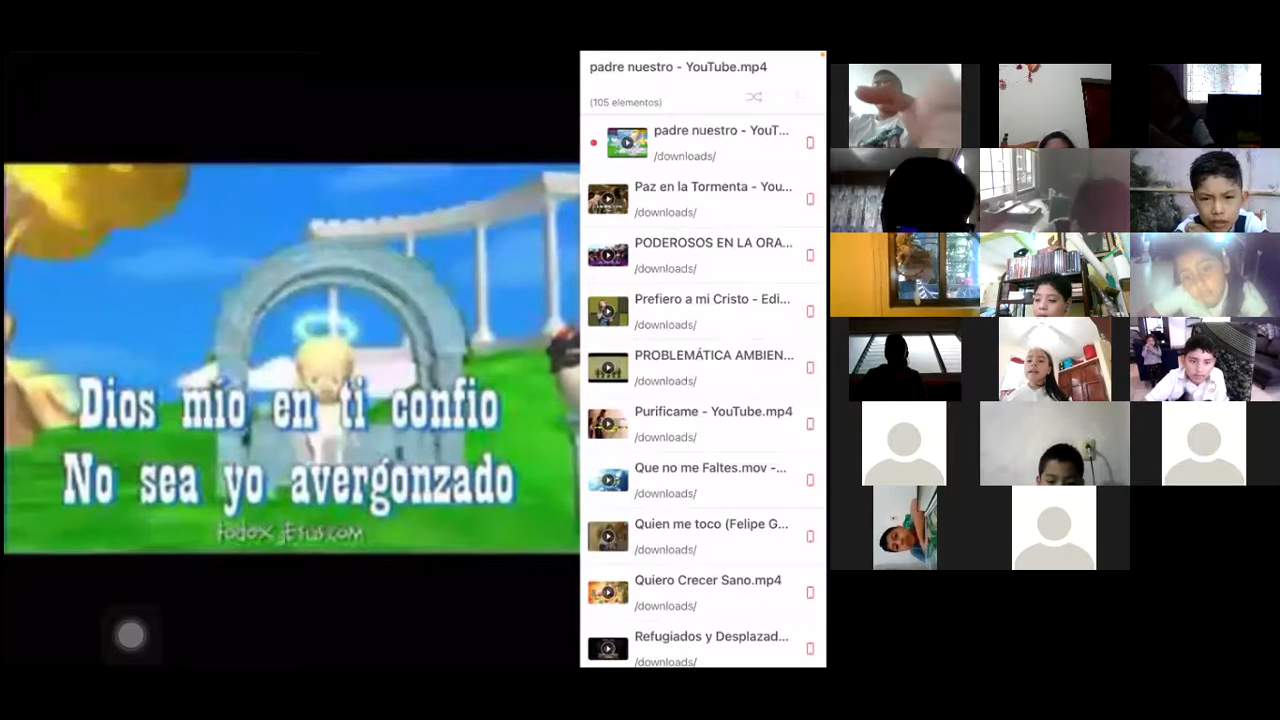 Dios mío en ti confio
No sea yo avergonzado
todox jesus.com
padre nuestro - YouTube.mp4
(105 elementos)
padre nuestro - YouT...
/downloads/
Paz en la Tormenta - You...
/downloads/
PODEROSOS EN LA ORA...
/downloads/
Prefiero a mi Cristo - Edi...
/downloads/
PROBLEMÁTICA AMBIEN...
/downloads/
Purificame - YouTube.mp4
/downloads/
Que no me Faltes.mov -...
/downloads/
Quien me toco (Felipe G...
/downloads/
Quiero Crecer Sano.mp4
/downloads/
Refugiados y Desplazad...
/downloads/